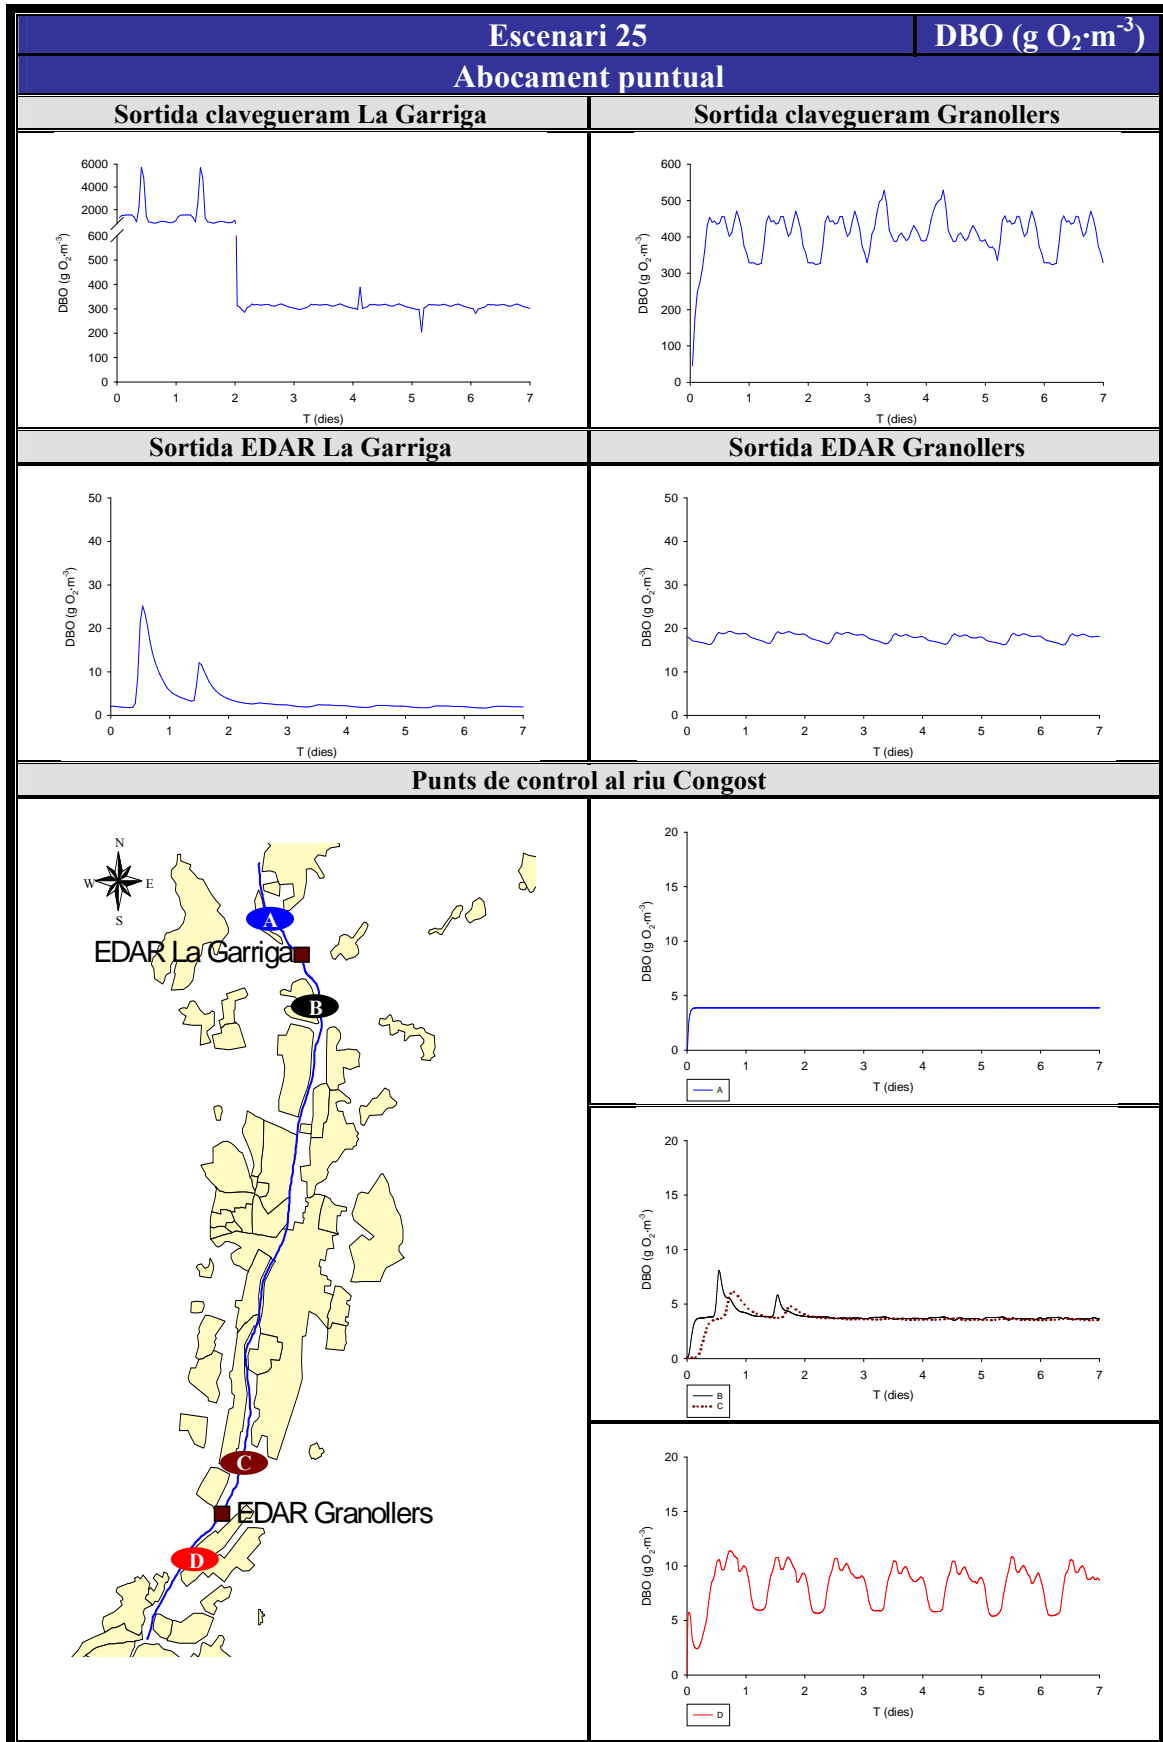 Escenari 25
DBO (g O₂·m⁻³)
Abocament puntual
Sortida clavegueram La Garriga
Sortida clavegueram Granollers
6000
4000
2000
600
500
400
300
200
100
0
DBO (g O₂·m⁻³)
0 1 2 3 4 5 6 7
T (dies)
600
500
400
300
200
100
0
DBO (g O₂·m⁻³)
0 1 2 3 4 5 6 7
T (dies)
Sortida EDAR La Garriga
Sortida EDAR Granollers
50
40
30
20
10
0
DBO (g O₂·m⁻³)
0 1 2 3 4 5 6 7
T (dies)
50
40
30
20
10
0
DBO (g O₂·m⁻³)
0 1 2 3 4 5 6 7
T (dies)
Punts de control al riu Congost
N
W E
S
A
EDAR La Garriga
B
C
EDAR Granollers
D
20
15
10
5
0
DBO (g O₂·m⁻³)
0 1 2 3 4 5 6 7
T (dies)
A
20
15
10
5
0
DBO (g O₂·m⁻³)
0 1 2 3 4 5 6 7
T (dies)
B
C
20
15
10
5
0
DBO (g O₂·m⁻³)
0 1 2 3 4 5 6 7
T (dies)
D